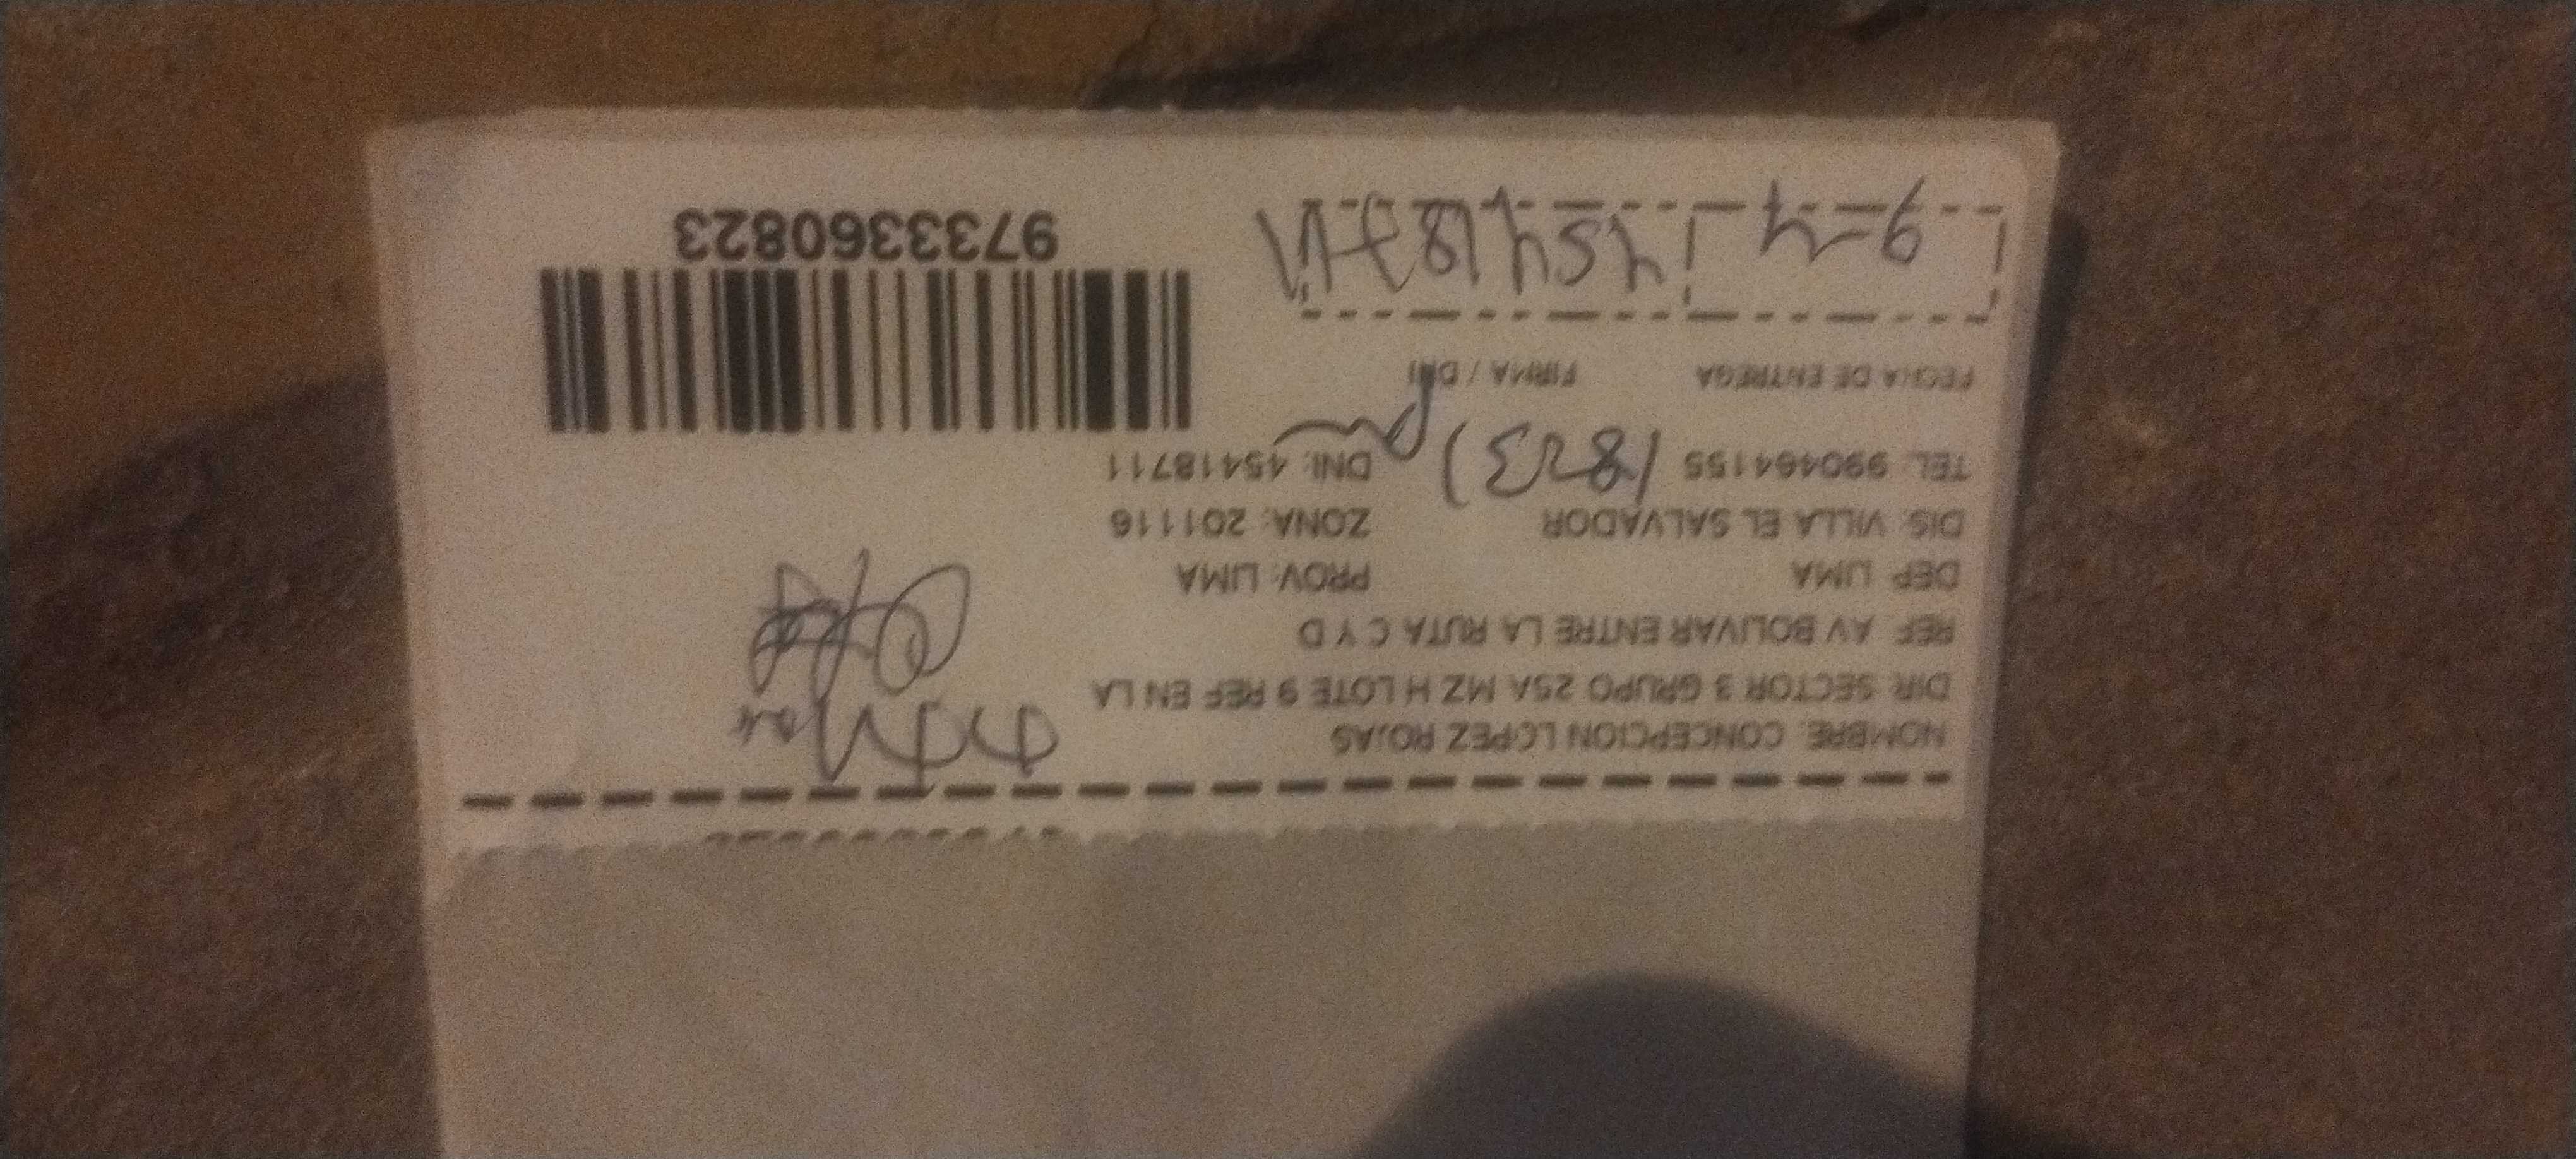 NOMBRE: CONCEPCION LOPEZ ROJAS
DIR: SECTOR 3 GRUPO 25A MZ H LOTE 9 REF EN LA
REF: AV BOLIVAR ENTRE LA RUTA C Y D
DEP: LIMA PROV: LIMA
DIS: VILLA EL SALVADOR ZONA: 201116
TEL: 990464155 (823) DNI: 45418711
FECHA DE ENTREGA FIRMA / DNI
9-4 45418711
9733360823